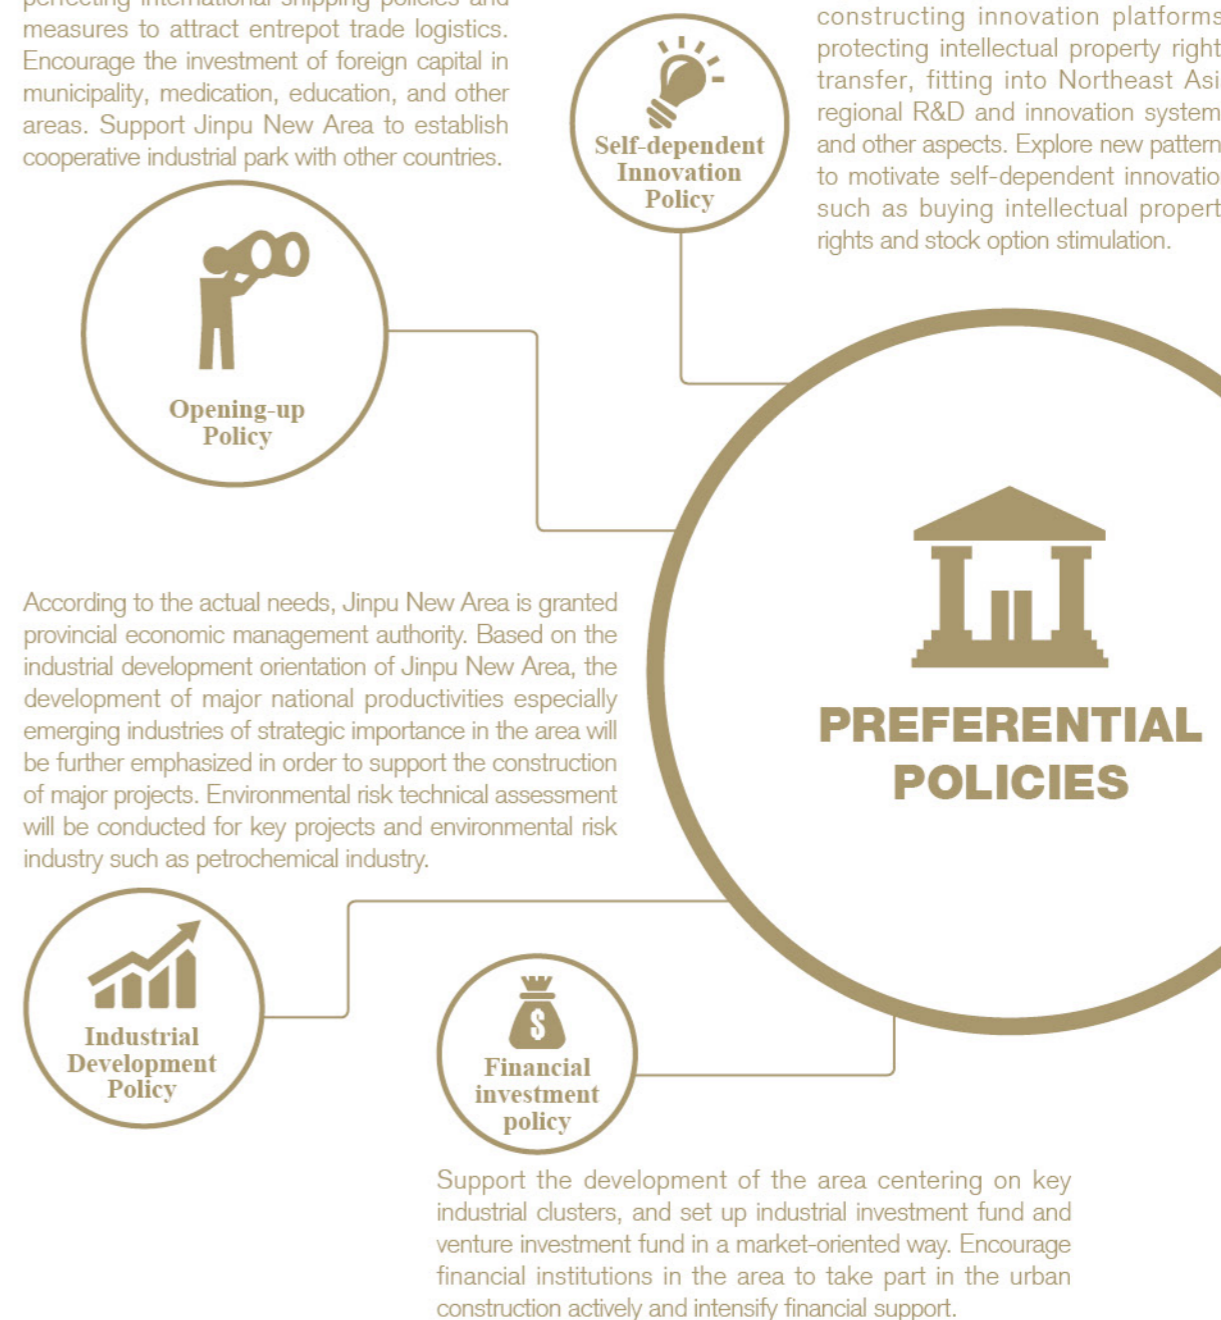 perfecting international shipping policies and
measures to attract entrepot trade logistics.
Encourage the investment of foreign capital in
municipality, medication, education, and other
areas. Support Jinpu New Area to establish
cooperative industrial park with other countries.
Opening-up
Policy
Self-dependent
Innovation
Policy
constructing innovation platforms
protecting intellectual property right
transfer, fitting into Northeast Asi
regional R&D and innovation system
and other aspects. Explore new pattern
to motivate self-dependent innovatio
such as buying intellectual propert
rights and stock option stimulation.
PREFERENTIAL
POLICIES
According to the actual needs, Jinpu New Area is granted
provincial economic management authority. Based on the
industrial development orientation of Jinpu New Area, the
development of major national productivities especially
emerging industries of strategic importance in the area will
be further emphasized in order to support the construction
of major projects. Environmental risk technical assessment
will be conducted for key projects and environmental risk
industry such as petrochemical industry.
Industrial
Development
Policy
$
Financial
investment
policy
Support the development of the area centering on key
industrial clusters, and set up industrial investment fund and
venture investment fund in a market-oriented way. Encourage
financial institutions in the area to take part in the urban
construction actively and intensify financial support.